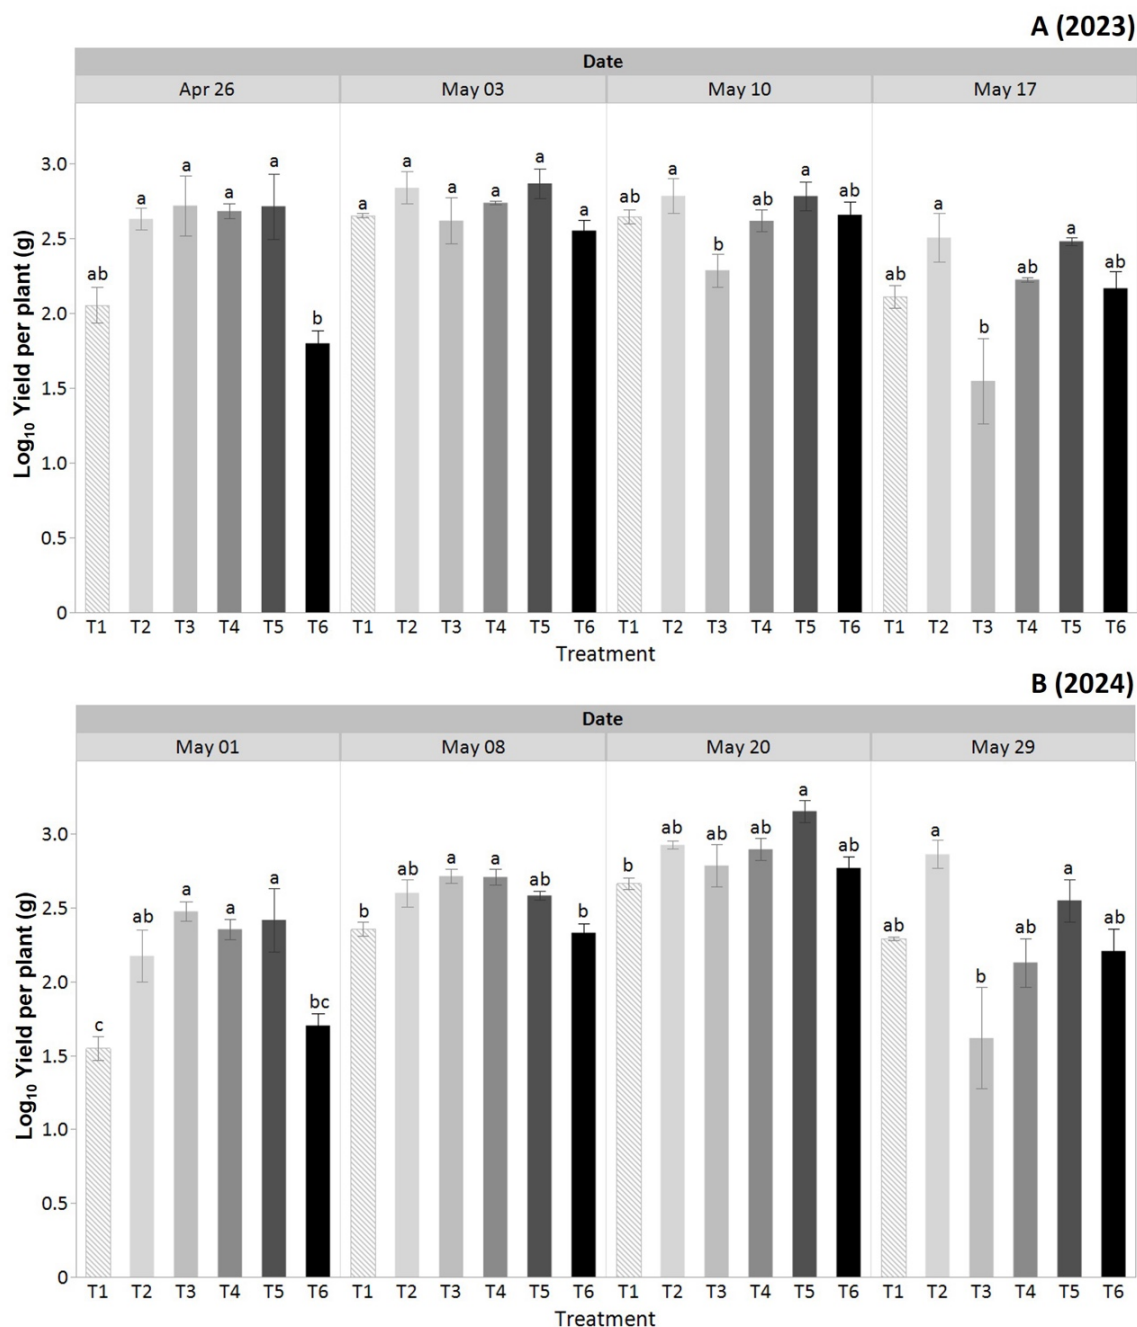 A (2023)
Date
Apr 26 May 03 May 10 May 17
Log₁₀ Yield per plant (g)
3.0
2.5
2.0
1.5
1.0
0.5
0
ab a a a a b
a a a a a a
ab a b ab a ab
ab a b ab a ab
T1 T2 T3 T4 T5 T6 T1 T2 T3 T4 T5 T6 T1 T2 T3 T4 T5 T6 T1 T2 T3 T4 T5 T6
Treatment
B (2024)
Date
May 01 May 08 May 20 May 29
Log₁₀ Yield per plant (g)
3.0
2.5
2.0
1.5
1.0
0.5
0
c ab a a a bc
b ab a a ab b
b ab ab ab a ab
ab a b ab a ab
T1 T2 T3 T4 T5 T6 T1 T2 T3 T4 T5 T6 T1 T2 T3 T4 T5 T6 T1 T2 T3 T4 T5 T6
Treatment